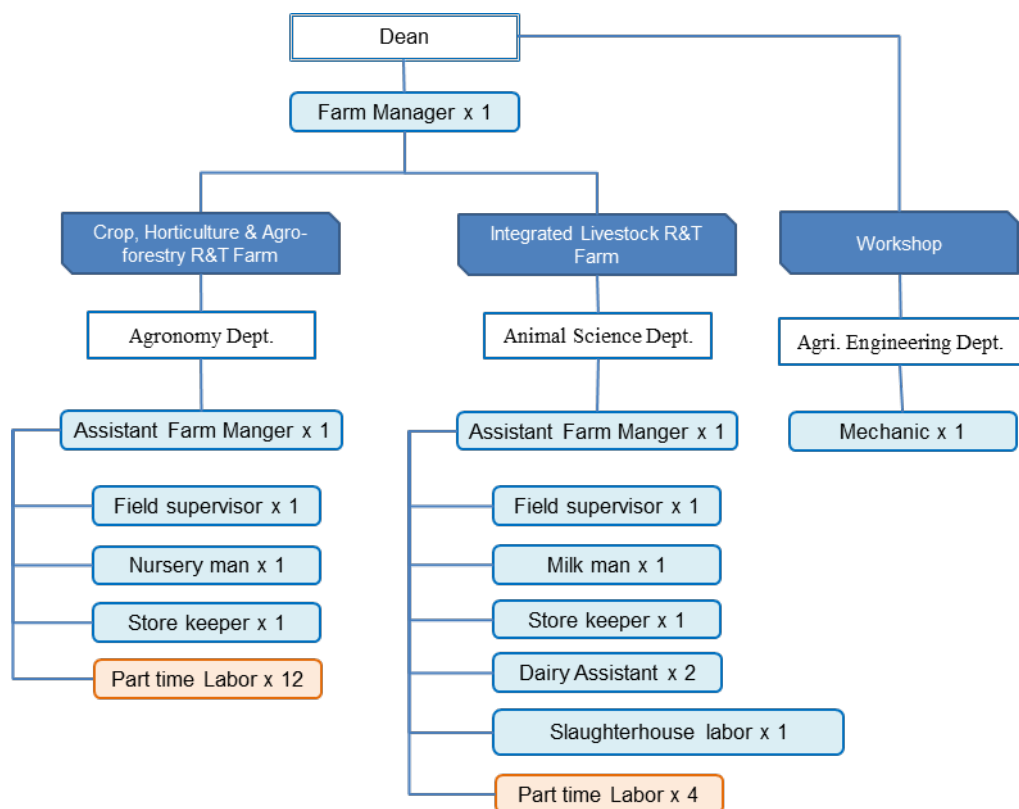 Dean
Farm Manager x 1
Crop, Horticulture & Agro-
forestry R&T Farm
Integrated Livestock R&T
Farm
Workshop
Agronomy Dept.
Animal Science Dept.
Agri. Engineering Dept.
Assistant Farm Manger x 1
Assistant Farm Manger x 1
Mechanic x 1
Field supervisor x 1
Field supervisor x 1
Nursery man x 1
Milk man x 1
Store keeper x 1
Store keeper x 1
Part time Labor x 12
Dairy Assistant x 2
Slaughterhouse labor x 1
Part time Labor x 4